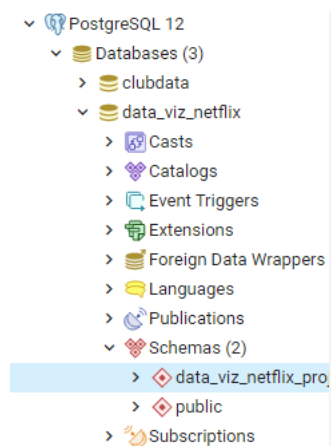 PostgreSQL 12
Databases (3)
clubdata
data_viz_netflix
Casts
Catalogs
Event Triggers
Extensions
Foreign Data Wrappers
Languages
Publications
Schemas (2)
data_viz_netflix_proj
public
Subscriptions